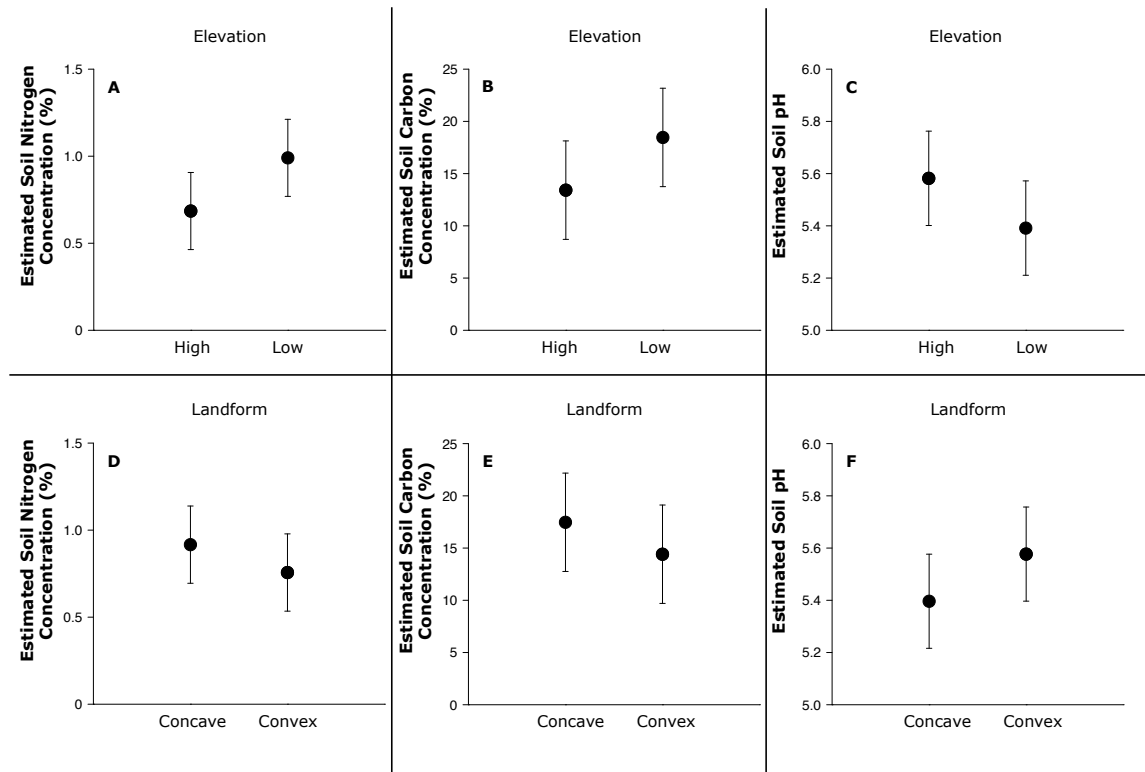 Elevation
A
Estimated Soil Nitrogen
Concentration (%)
1.5
1.0
0.5
0
High Low
Elevation
B
Estimated Soil Carbon
Concentration (%)
25
20
15
10
5
0
High Low
Elevation
C
Estimated Soil pH
6.0
5.8
5.6
5.4
5.2
5.0
High Low
Landform
D
Estimated Soil Nitrogen
Concentration (%)
1.5
1.0
0.5
0
Concave Convex
Landform
E
Estimated Soil Carbon
Concentration (%)
25
20
15
10
5
0
Concave Convex
Landform
F
Estimated Soil pH
6.0
5.8
5.6
5.4
5.2
5.0
Concave Convex